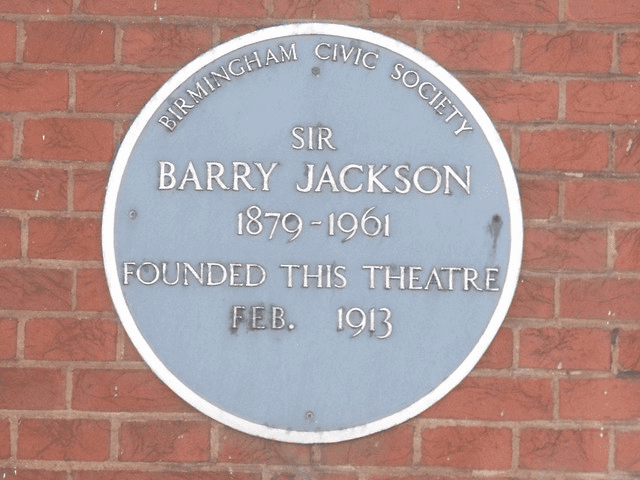 BIRMINGHAM CIVIC SOCIETY
SIR
BARRY JACKSON
1879-1961
FOUNDED THIS THEATRE
FEB. 1913